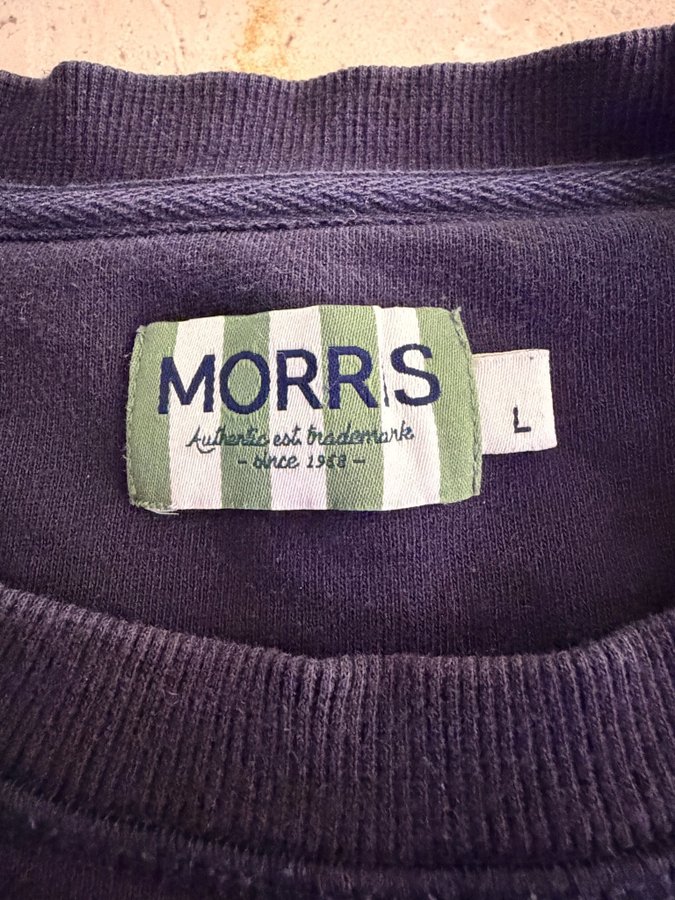 MORRIS
Authentic est. trademark
- since 1988 -
L